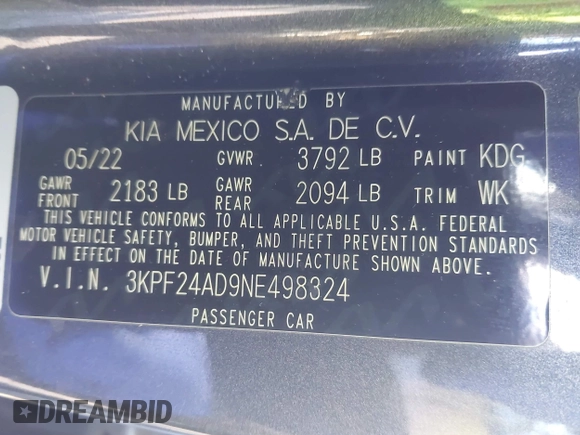 MANUFACTURED BY
KIA MEXICO S.A. DE C.V.
05/22 GVWR 3792 LB PAINT KDG
GAWR FRONT 2183 LB GAWR REAR 2094 LB TRIM WK
THIS VEHICLE CONFORMS TO ALL APPLICABLE U.S.A. FEDERAL
MOTOR VEHICLE SAFETY, BUMPER, AND THEFT PREVENTION STANDARDS
IN EFFECT ON THE DATE OF MANUFACTURE SHOWN ABOVE.
V.I.N. 3KPF24AD9NE498324
PASSENGER CAR
DREAMBID